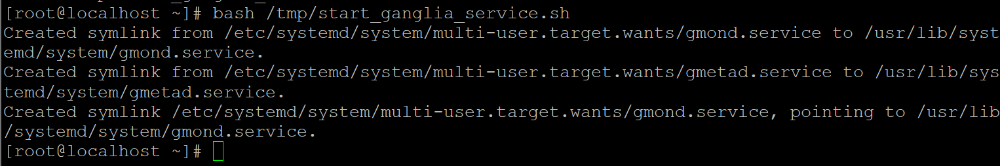 [root@localhost ~]# bash /tmp/start_ganglia_service.sh
Created symlink from /etc/systemd/system/multi-user.target.wants/gmond.service to /usr/lib/syst
emd/system/gmond.service.
Created symlink from /etc/systemd/system/multi-user.target.wants/gmetad.service to /usr/lib/sys
temd/system/gmetad.service.
Created symlink /etc/systemd/system/multi-user.target.wants/gmond.service, pointing to /usr/lib
/systemd/system/gmond.service.
[root@localhost ~]#